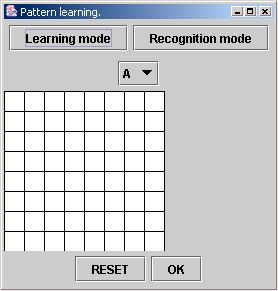 Pattern learning.
Learning mode Recognition mode
A
RESET OK